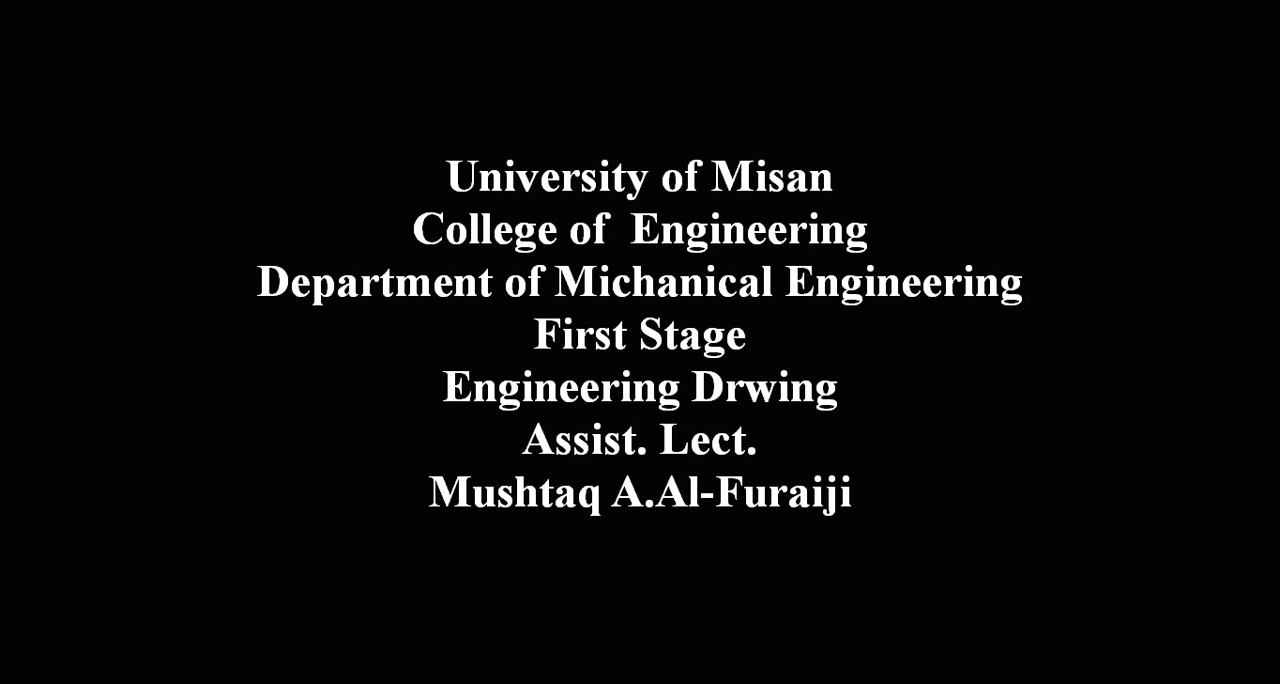 University of Misan
College of  Engineering
Department of Michanical Engineering
First Stage
Engineering Drwing
Assist. Lect.
Mushtaq A.Al-Furaiji